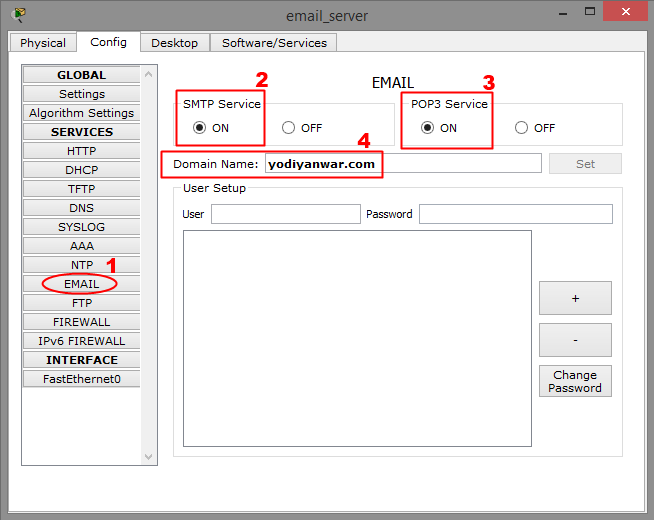 email_server
Physical Config Desktop Software/Services
GLOBAL
Settings
Algorithm Settings
SERVICES
HTTP
DHCP
TFTP
DNS
SYSLOG
AAA
NTP
1
EMAIL
FTP
FIREWALL
IPv6 FIREWALL
INTERFACE
FastEthernet0
EMAIL
2
SMTP Service
ON OFF
3
POP3 Service
ON OFF
4
Domain Name: yodiyanwar.com Set
User Setup
User Password
+
-
Change
Password